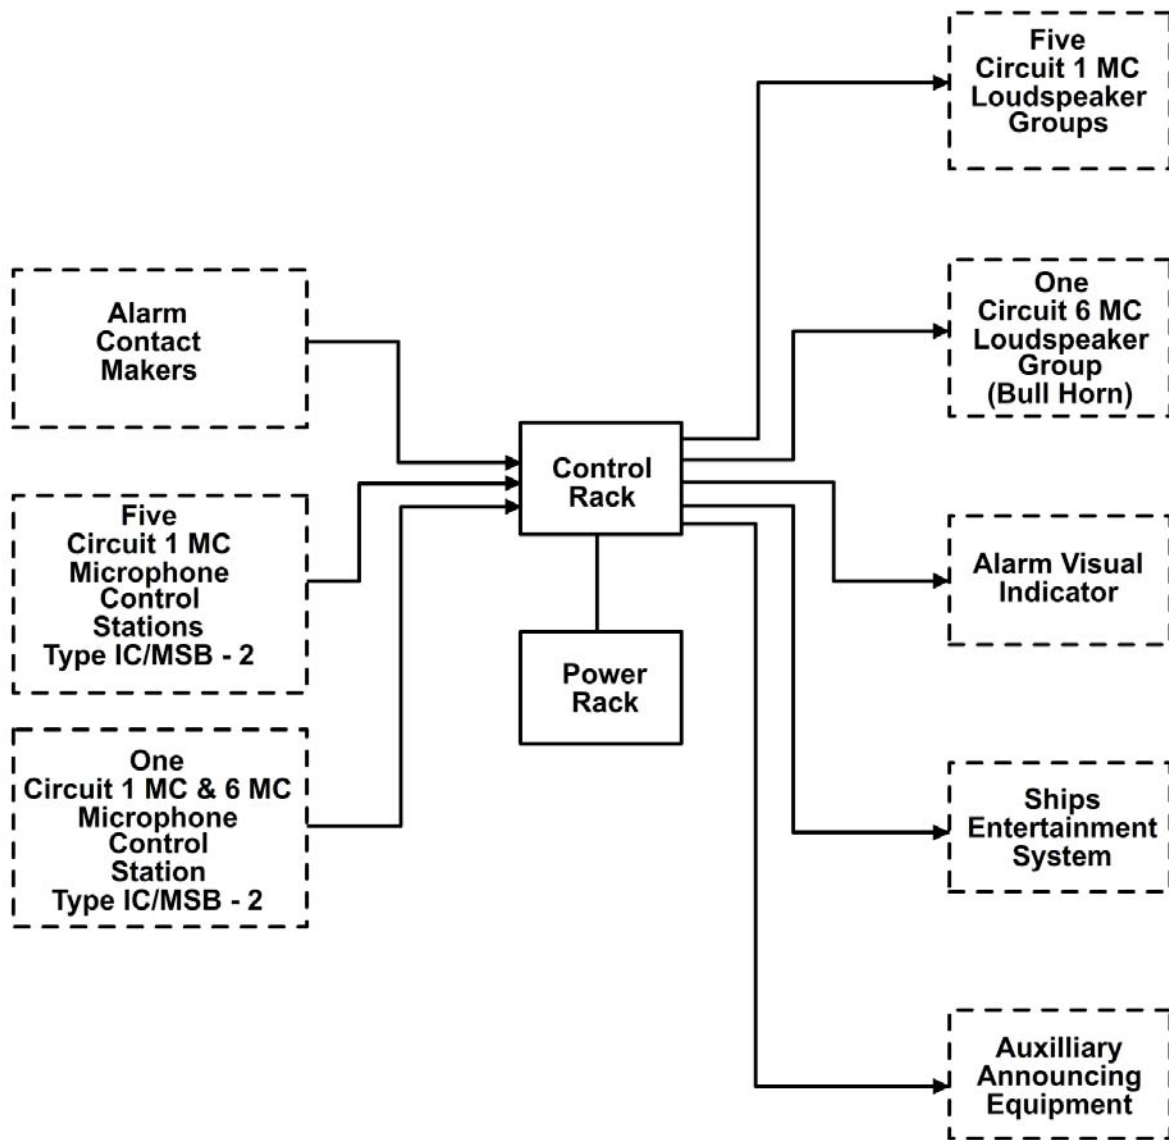 Five
Circuit 1 MC
Loudspeaker
Groups
One
Circuit 6 MC
Loudspeaker
Group
(Bull Horn)
Alarm
Contact
Makers
Control
Rack
Five
Circuit 1 MC
Microphone
Control
Stations
Type IC/MSB - 2
Alarm Visual
Indicator
Power
Rack
One
Circuit 1 MC & 6 MC
Microphone
Control
Station
Type IC/MSB - 2
Ships
Entertainment
System
Auxilliary
Announcing
Equipment